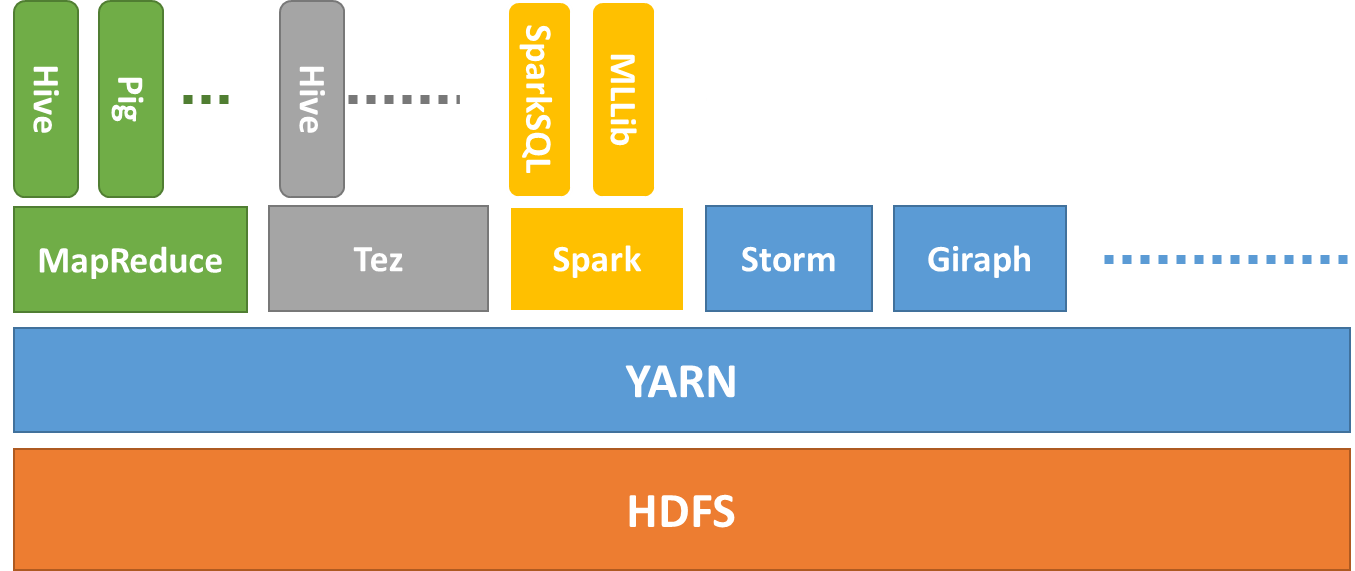 Hive
Pig
Hive
SparkSQL
MLLib
MapReduce
Tez
Spark
Storm
Giraph
YARN
HDFS